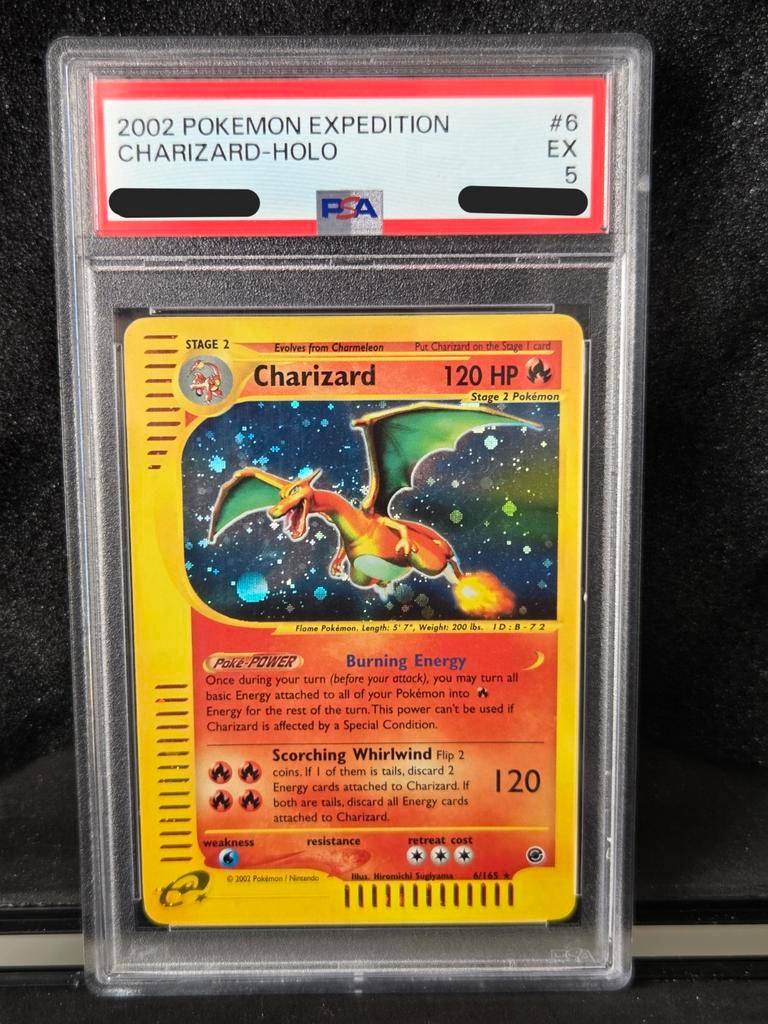 2002 POKEMON EXPEDITION #6
CHARIZARD-HOLO EX
5
PSA
STAGE 2 Evolves from Charmeleon Put Charizard on the Stage 1 card
Charizard 120 HP
Stage 2 Pokémon
Flame Pokémon. Length: 5' 7", Weight: 200 lbs. ID: B-72
Poké-POWER Burning Energy
Once during your turn (before your attack), you may turn all
basic Energy attached to all of your Pokémon into
Energy for the rest of the turn. This power can't be used if
Charizard is affected by a Special Condition.
Scorching Whirlwind Flip 2
coins. If 1 of them is tails, discard 2
Energy cards attached to Charizard. If
both are tails, discard all Energy cards
attached to Charizard.
120
weakness resistance retreat cost
© 2002 Pokémon / Nintendo Illus. Hiromichi Sugiyama 6/165 ★
e
PSA